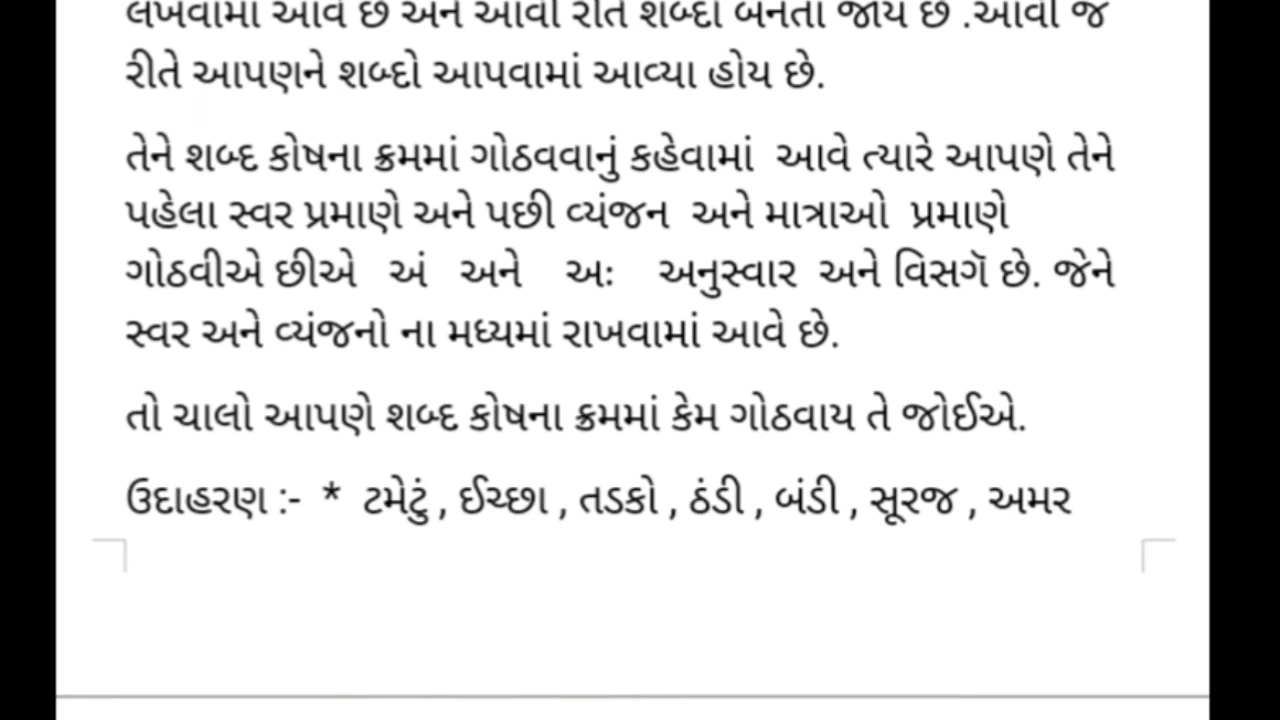 લખવામાં આવે છે અને આવી રીતે શબ્દો બનતા જાય છે .આવી જ
રીતે આપણને શબ્દો આપવામાં આવ્યા હોય છે.
તેને શબ્દ કોષના ક્રમમાં ગોઠવવાનું કહેવામાં આવે ત્યારે આપણે તેને
પહેલા સ્વર પ્રમાણે અને પછી વ્યંજન અને માત્રાઓ પ્રમાણે
ગોઠવીએ છીએ અં અને અઃ અનુસ્વાર અને વિસગૅ છે. જેને
સ્વર અને વ્યંજનો ના મધ્યમાં રાખવામાં આવે છે.
તો ચાલો આપણે શબ્દ કોષના ક્રમમાં કેમ ગોઠવાય તે જોઈએ.
ઉદાહરણ :- * ટમેટું , ઈચ્છા , તડકો , ઠંડી , બંડી , સૂરજ , અમર